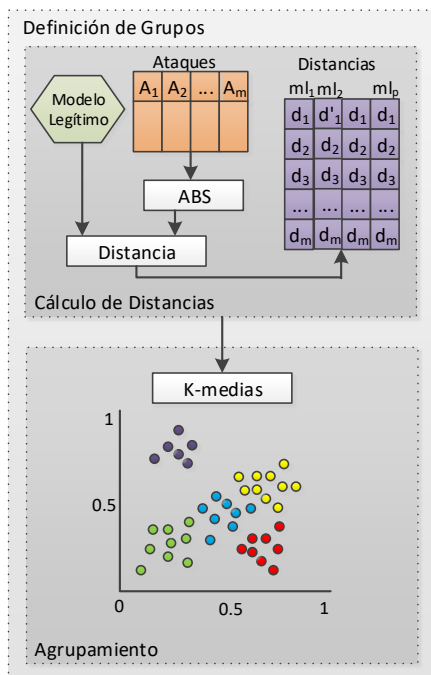 Definición de Grupos
Ataques
Distancias
Modelo
Legítimo
A1 A2 ... Am
ml1 ml2 mlp
d1 d'1 d1 d1
d2 d2 d2 d2
d3 d3 d3 d3
... ... ... ...
dm dm dm dm
ABS
Distancia
Cálculo de Distancias
K-medias
1
0.5
0 0.5 1
Agrupamiento